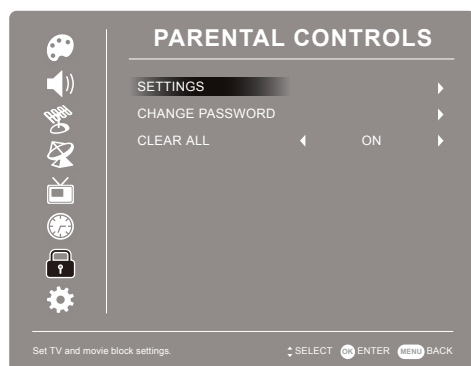 PARENTAL CONTROLS
SETTINGS
CHANGE PASSWORD
CLEAR ALL ON
Set TV and movie block settings. SELECT OK ENTER MENU BACK